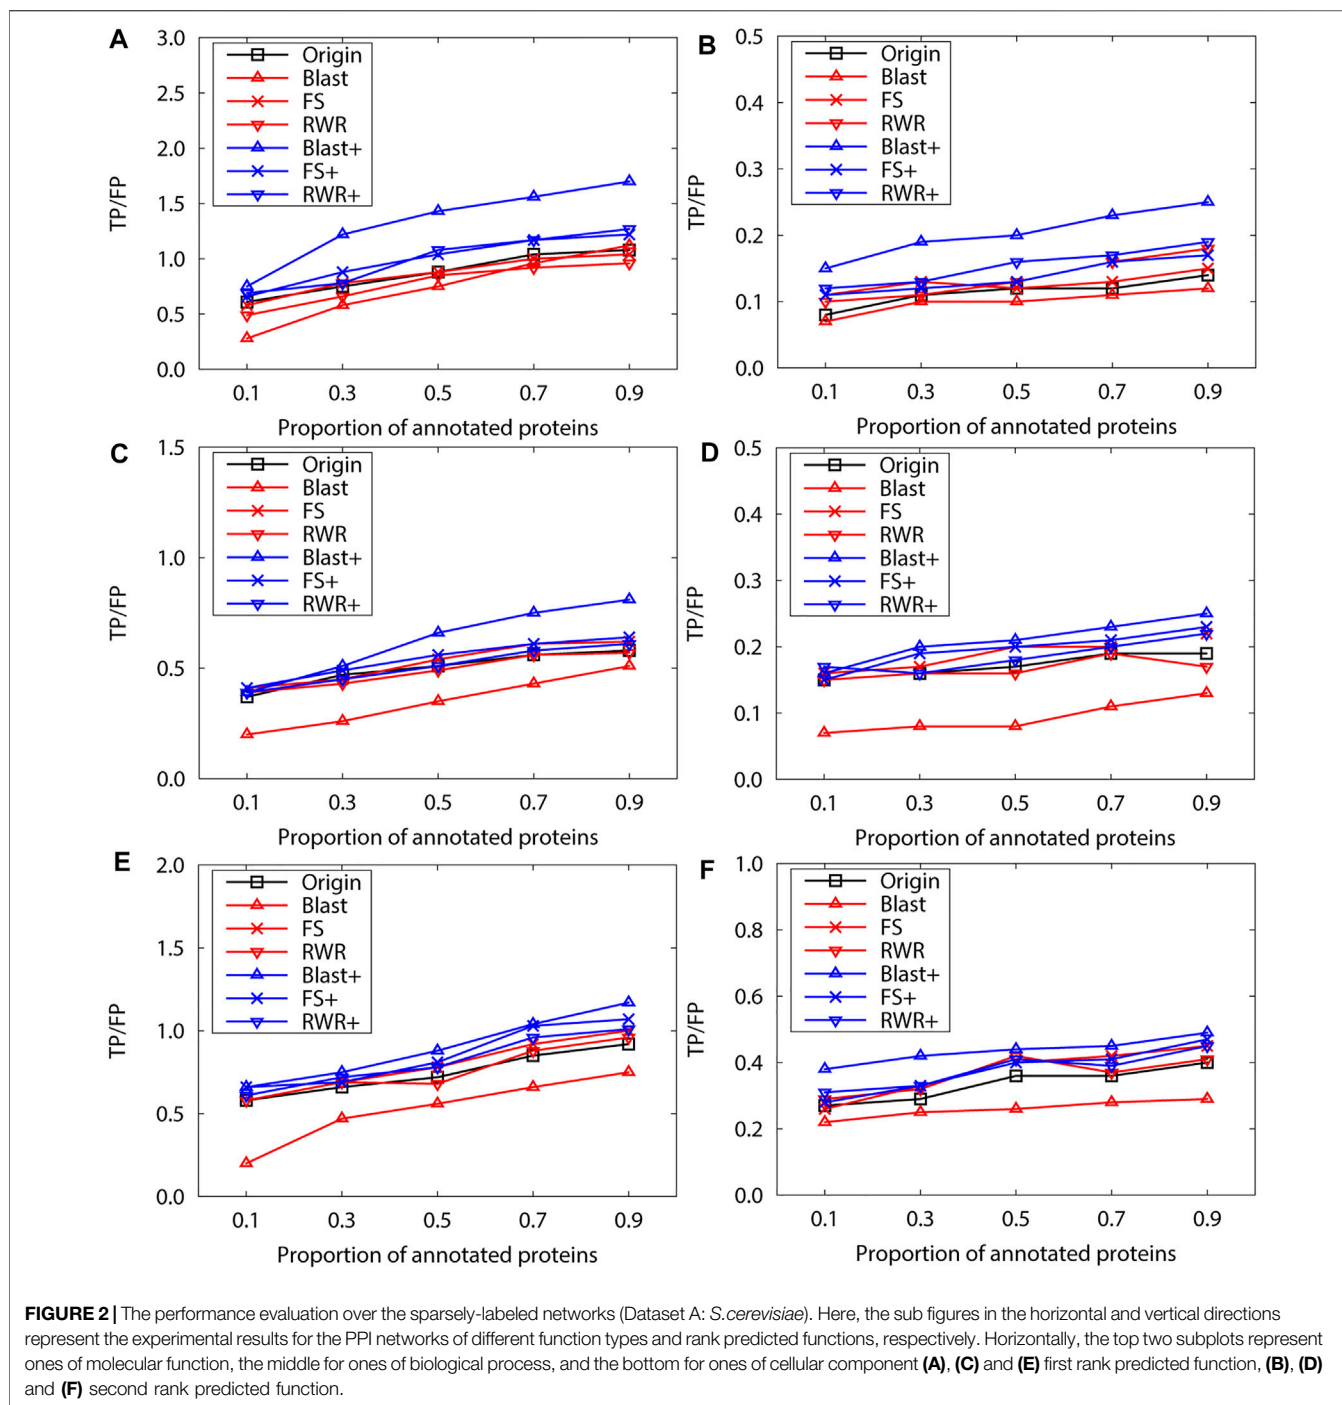 A
3.0
2.5
2.0
1.5
1.0
0.5
0.0
TP/FP
Origin
Blast
FS
RWR
Blast+
FS+
RWR+
0.1 0.3 0.5 0.7 0.9
Proportion of annotated proteins
B
0.5
0.4
0.3
0.2
0.1
0.0
TP/FP
Origin
Blast
FS
RWR
Blast+
FS+
RWR+
0.1 0.3 0.5 0.7 0.9
Proportion of annotated proteins
C
1.5
1.0
0.5
0.0
TP/FP
Origin
Blast
FS
RWR
Blast+
FS+
RWR+
0.1 0.3 0.5 0.7 0.9
Proportion of annotated proteins
D
0.5
0.4
0.3
0.2
0.1
0.0
TP/FP
Origin
Blast
FS
RWR
Blast+
FS+
RWR+
0.1 0.3 0.5 0.7 0.9
Proportion of annotated proteins
E
2.0
1.5
1.0
0.5
0.0
TP/FP
Origin
Blast
FS
RWR
Blast+
FS+
RWR+
0.1 0.3 0.5 0.7 0.9
Proportion of annotated proteins
F
1.0
0.8
0.6
0.4
0.2
0.0
TP/FP
Origin
Blast
FS
RWR
Blast+
FS+
RWR+
0.1 0.3 0.5 0.7 0.9
Proportion of annotated proteins
FIGURE 2 | The performance evaluation over the sparsely-labeled networks (Dataset A: S.cerevisiae). Here, the sub figures in the horizontal and vertical directions
represent the experimental results for the PPI networks of different function types and rank predicted functions, respectively. Horizontally, the top two subplots represent
ones of molecular function, the middle for ones of biological process, and the bottom for ones of cellular component (A), (C) and (E) first rank predicted function, (B), (D)
and (F) second rank predicted function.